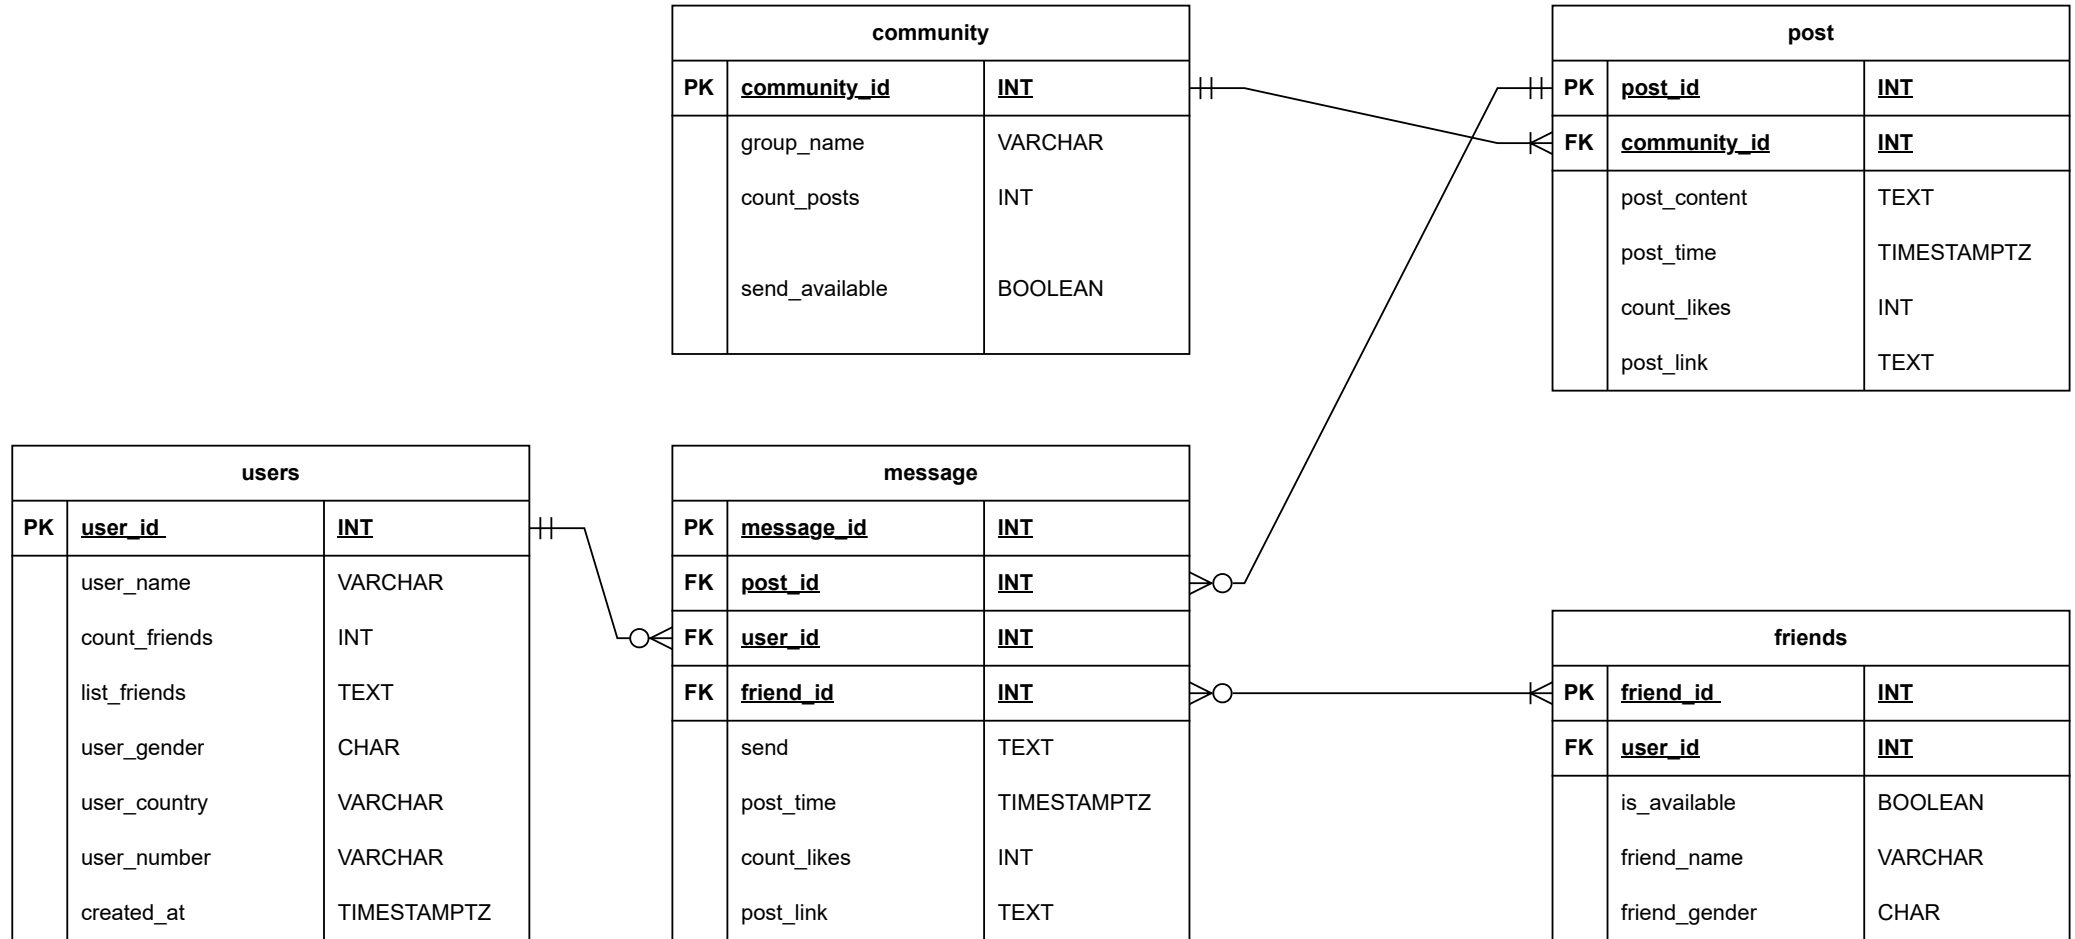 community
PK community_id INT
group_name VARCHAR
count_posts INT
send_available BOOLEAN
post
PK post_id INT
FK community_id INT
post_content TEXT
post_time TIMESTAMPTZ
count_likes INT
post_link TEXT
users
PK user_id INT
user_name VARCHAR
count_friends INT
list_friends TEXT
user_gender CHAR
user_country VARCHAR
user_number VARCHAR
created_at TIMESTAMPTZ
message
PK message_id INT
FK post_id INT
FK user_id INT
FK friend_id INT
send TEXT
post_time TIMESTAMPTZ
count_likes INT
post_link TEXT
friends
PK friend_id INT
FK user_id INT
is_available BOOLEAN
friend_name VARCHAR
friend_gender CHAR